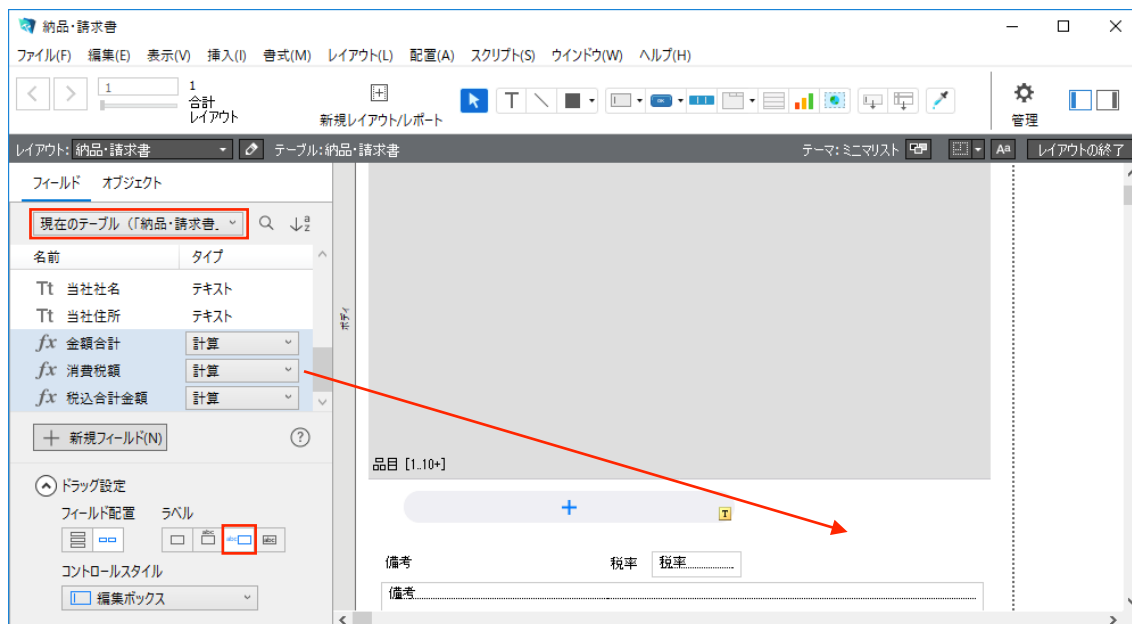 納品・請求書
ファイル(F) 編集(E) 表示(V) 挿入(I) 書式(M) レイアウト(L) 配置(A) スクリプト(S) ウインドウ(W) ヘルプ(H)
1
1
合計
レイアウト
新規レイアウト/レポート
T
管理
レイアウト: 納品・請求書
テーブル:納品・請求書
テーマ: ミニマリスト
Aa
レイアウトの終了
フィールド オブジェクト
現在のテーブル (「納品・請求書_
a
z
名前 タイプ
Tt 当社社名 テキスト
Tt 当社住所 テキスト
fx 金額合計 計算
fx 消費税額 計算
fx 税込合計金額 計算
ボディ
+ 新規フィールド(N)
?
品目 [1..10+]
+
T
ドラッグ設定
フィールド配置 ラベル
abc
abc
abc
コントロールスタイル
編集ボックス
備考 税率 税率
備考